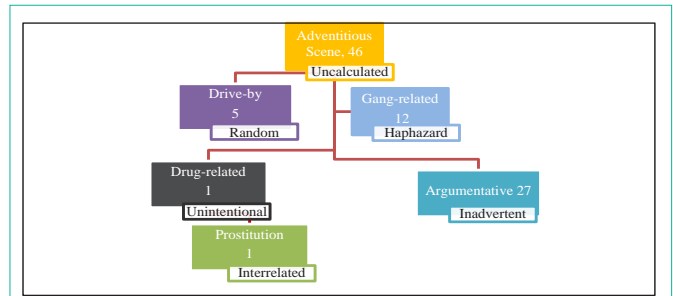 Adventitious
Scene, 46
Uncalculated
Drive-by
5
Random
Gang-related
12
Haphazard
Drug-related
1
Unintentional
Argumentative 27
Inadvertent
Prostitution
1
Interrelated